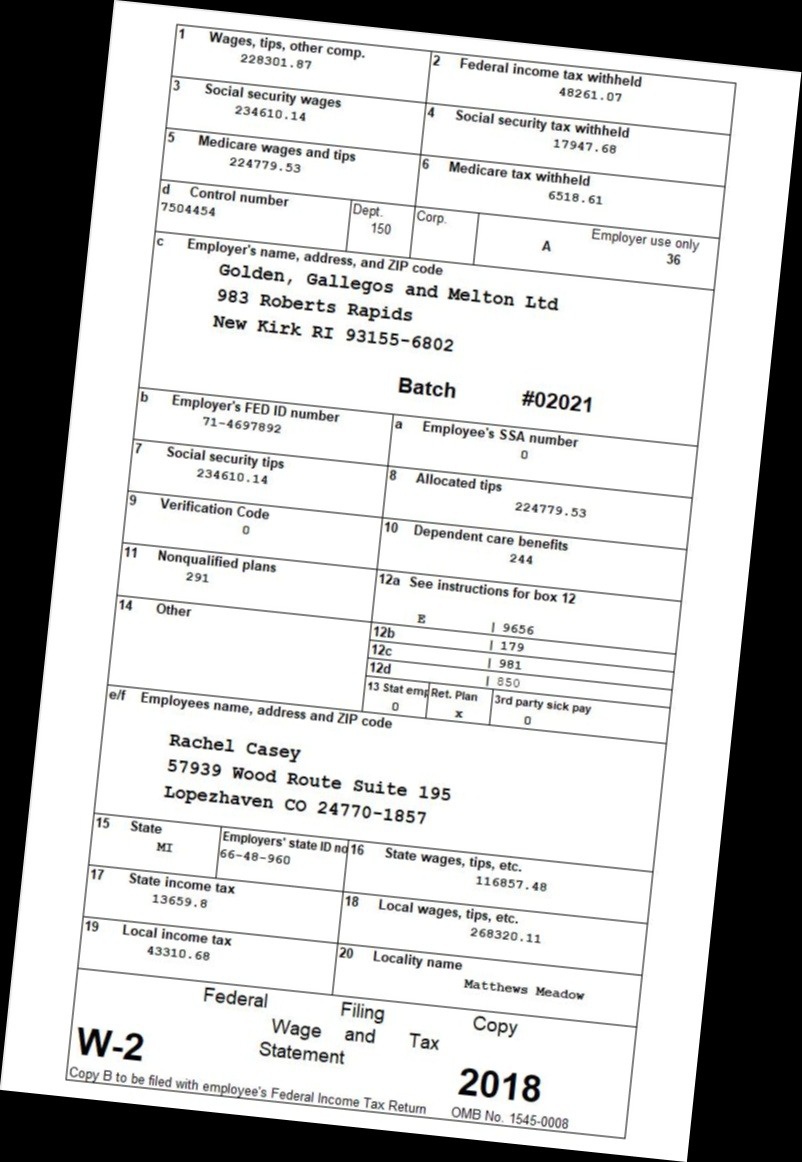 1 Wages, tips, other comp.
228301.87
2 Federal income tax withheld
48261.07
3 Social security wages
234610.14
4 Social security tax withheld
17947.68
5 Medicare wages and tips
224779.53
6 Medicare tax withheld
6518.61
d Control number
7504454
Dept.
150
Corp.
Employer use only
A 36
c Employer's name, address, and ZIP code
Golden, Gallegos and Melton Ltd
983 Roberts Rapids
New Kirk RI 93155-6802
Batch #02021
b Employer's FED ID number
71-4697892
a Employee's SSA number
0
7 Social security tips
234610.14
8 Allocated tips
224779.53
9 Verification Code
0
10 Dependent care benefits
244
11 Nonqualified plans
291
12a See instructions for box 12
E | 9656
12b | 179
12c | 981
12d | 850
14 Other
13 Stat emp
0
Ret. Plan
x
3rd party sick pay
0
e/f Employees name, address and ZIP code
Rachel Casey
57939 Wood Route Suite 195
Lopezhaven CO 24770-1857
15 State
MI
Employers' state ID no
66-48-960
16 State wages, tips, etc.
116857.48
17 State income tax
13659.8
18 Local wages, tips, etc.
268320.11
19 Local income tax
43310.68
20 Locality name
Matthews Meadow
Federal Filing Copy
Wage and Tax
Statement
W-2
2018
Copy B to be filed with employee's Federal Income Tax Return
OMB No. 1545-0008